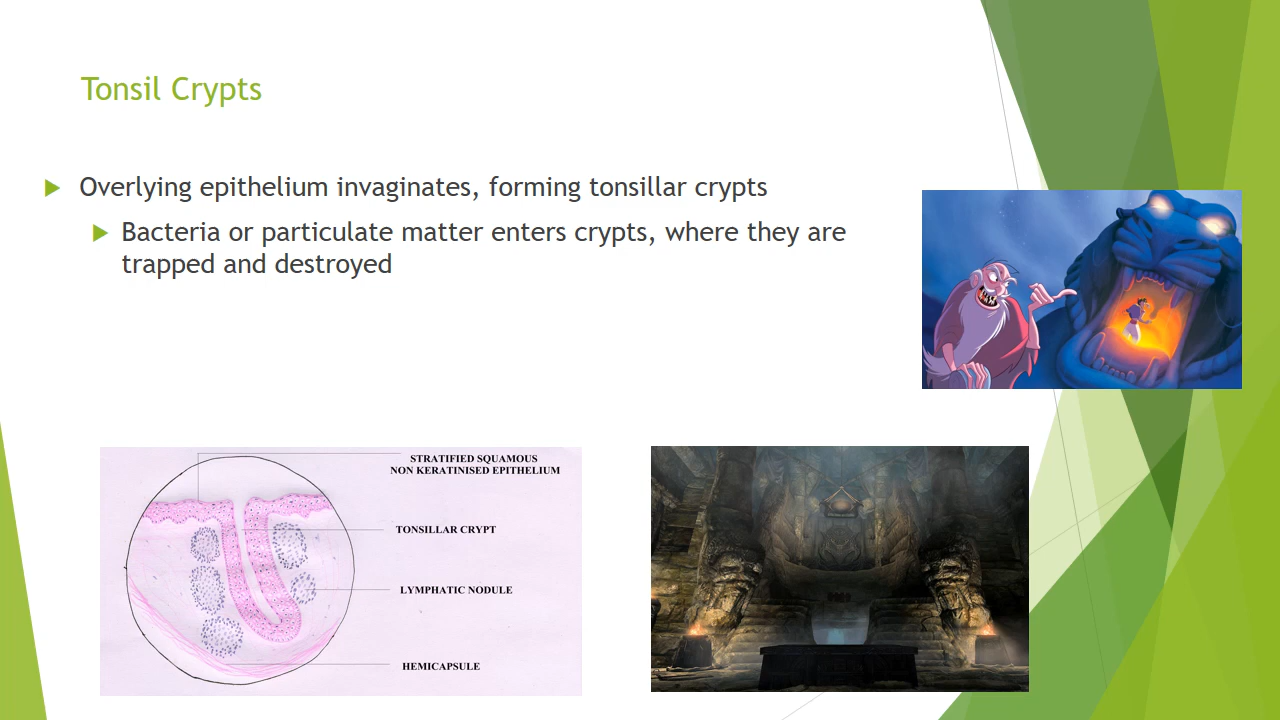 Tonsil Crypts
Overlying epithelium invaginates, forming tonsillar crypts
Bacteria or particulate matter enters crypts, where they are
trapped and destroyed
STRATIFIED SQUAMOUS
NON KERATINISED EPITHELIUM
TONSILLAR CRYPT
LYMPHATIC NODULE
HEMICAPSULE